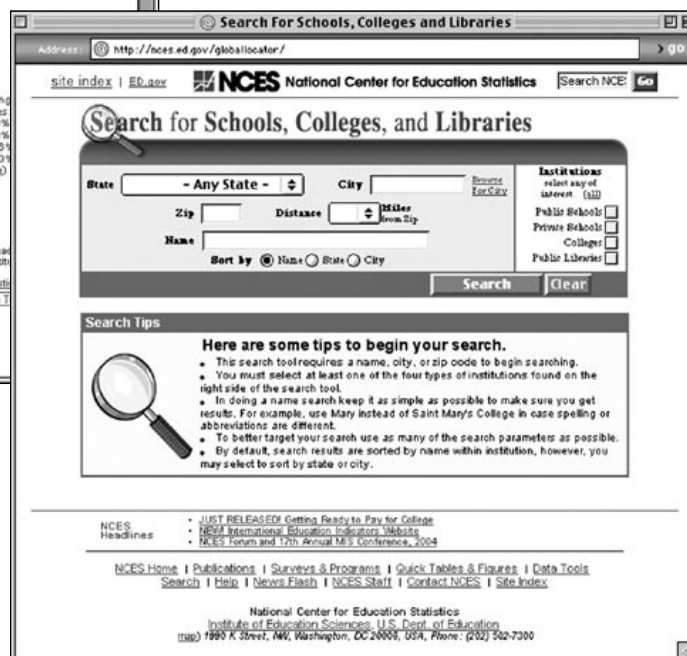 Search For Schools, Colleges and Libraries
Address: http://nces.ed.gov/globallocator/ go
site index | ED.gov NCES National Center for Education Statistics Search NCE Go
Search for Schools, Colleges, and Libraries
State - Any State - City Browse For City
Zip Distance Miles from Zip
Name
Sort by Name State City
Institutions
select any of
interest (all)
Public Schools
Private Schools
Colleges
Public Libraries
Search Clear
Search Tips
Here are some tips to begin your search.
• This search tool requires a name, city, or zip code to begin searching.
• You must select at least one of the four types of institutions found on the
right side of the search tool.
• In doing a name search keep it as simple as possible to make sure you get
results. For example, use Mary instead of Saint Mary's College in case spelling or
abbreviations are different.
• To better target your search use as many of the search parameters as possible.
• By default, search results are sorted by name within institution, however, you
may select to sort by state or city.
NCES
Headlines
• JUST RELEASED! Getting Ready to Pay for College
• NEW! International Education Indicators Website
• NCES Forum and 17th Annual MIS Conference, 2004
NCES Home | Publications | Surveys & Programs | Quick Tables & Figures | Data Tools
Search | Help | News Flash | NCES Staff | Contact NCES | Site Index
National Center for Education Statistics
Institute of Education Sciences, U.S. Dept. of Education
map) 1990 K Street, NW, Washington, DC 20006, USA, Phone: (202) 502-7300